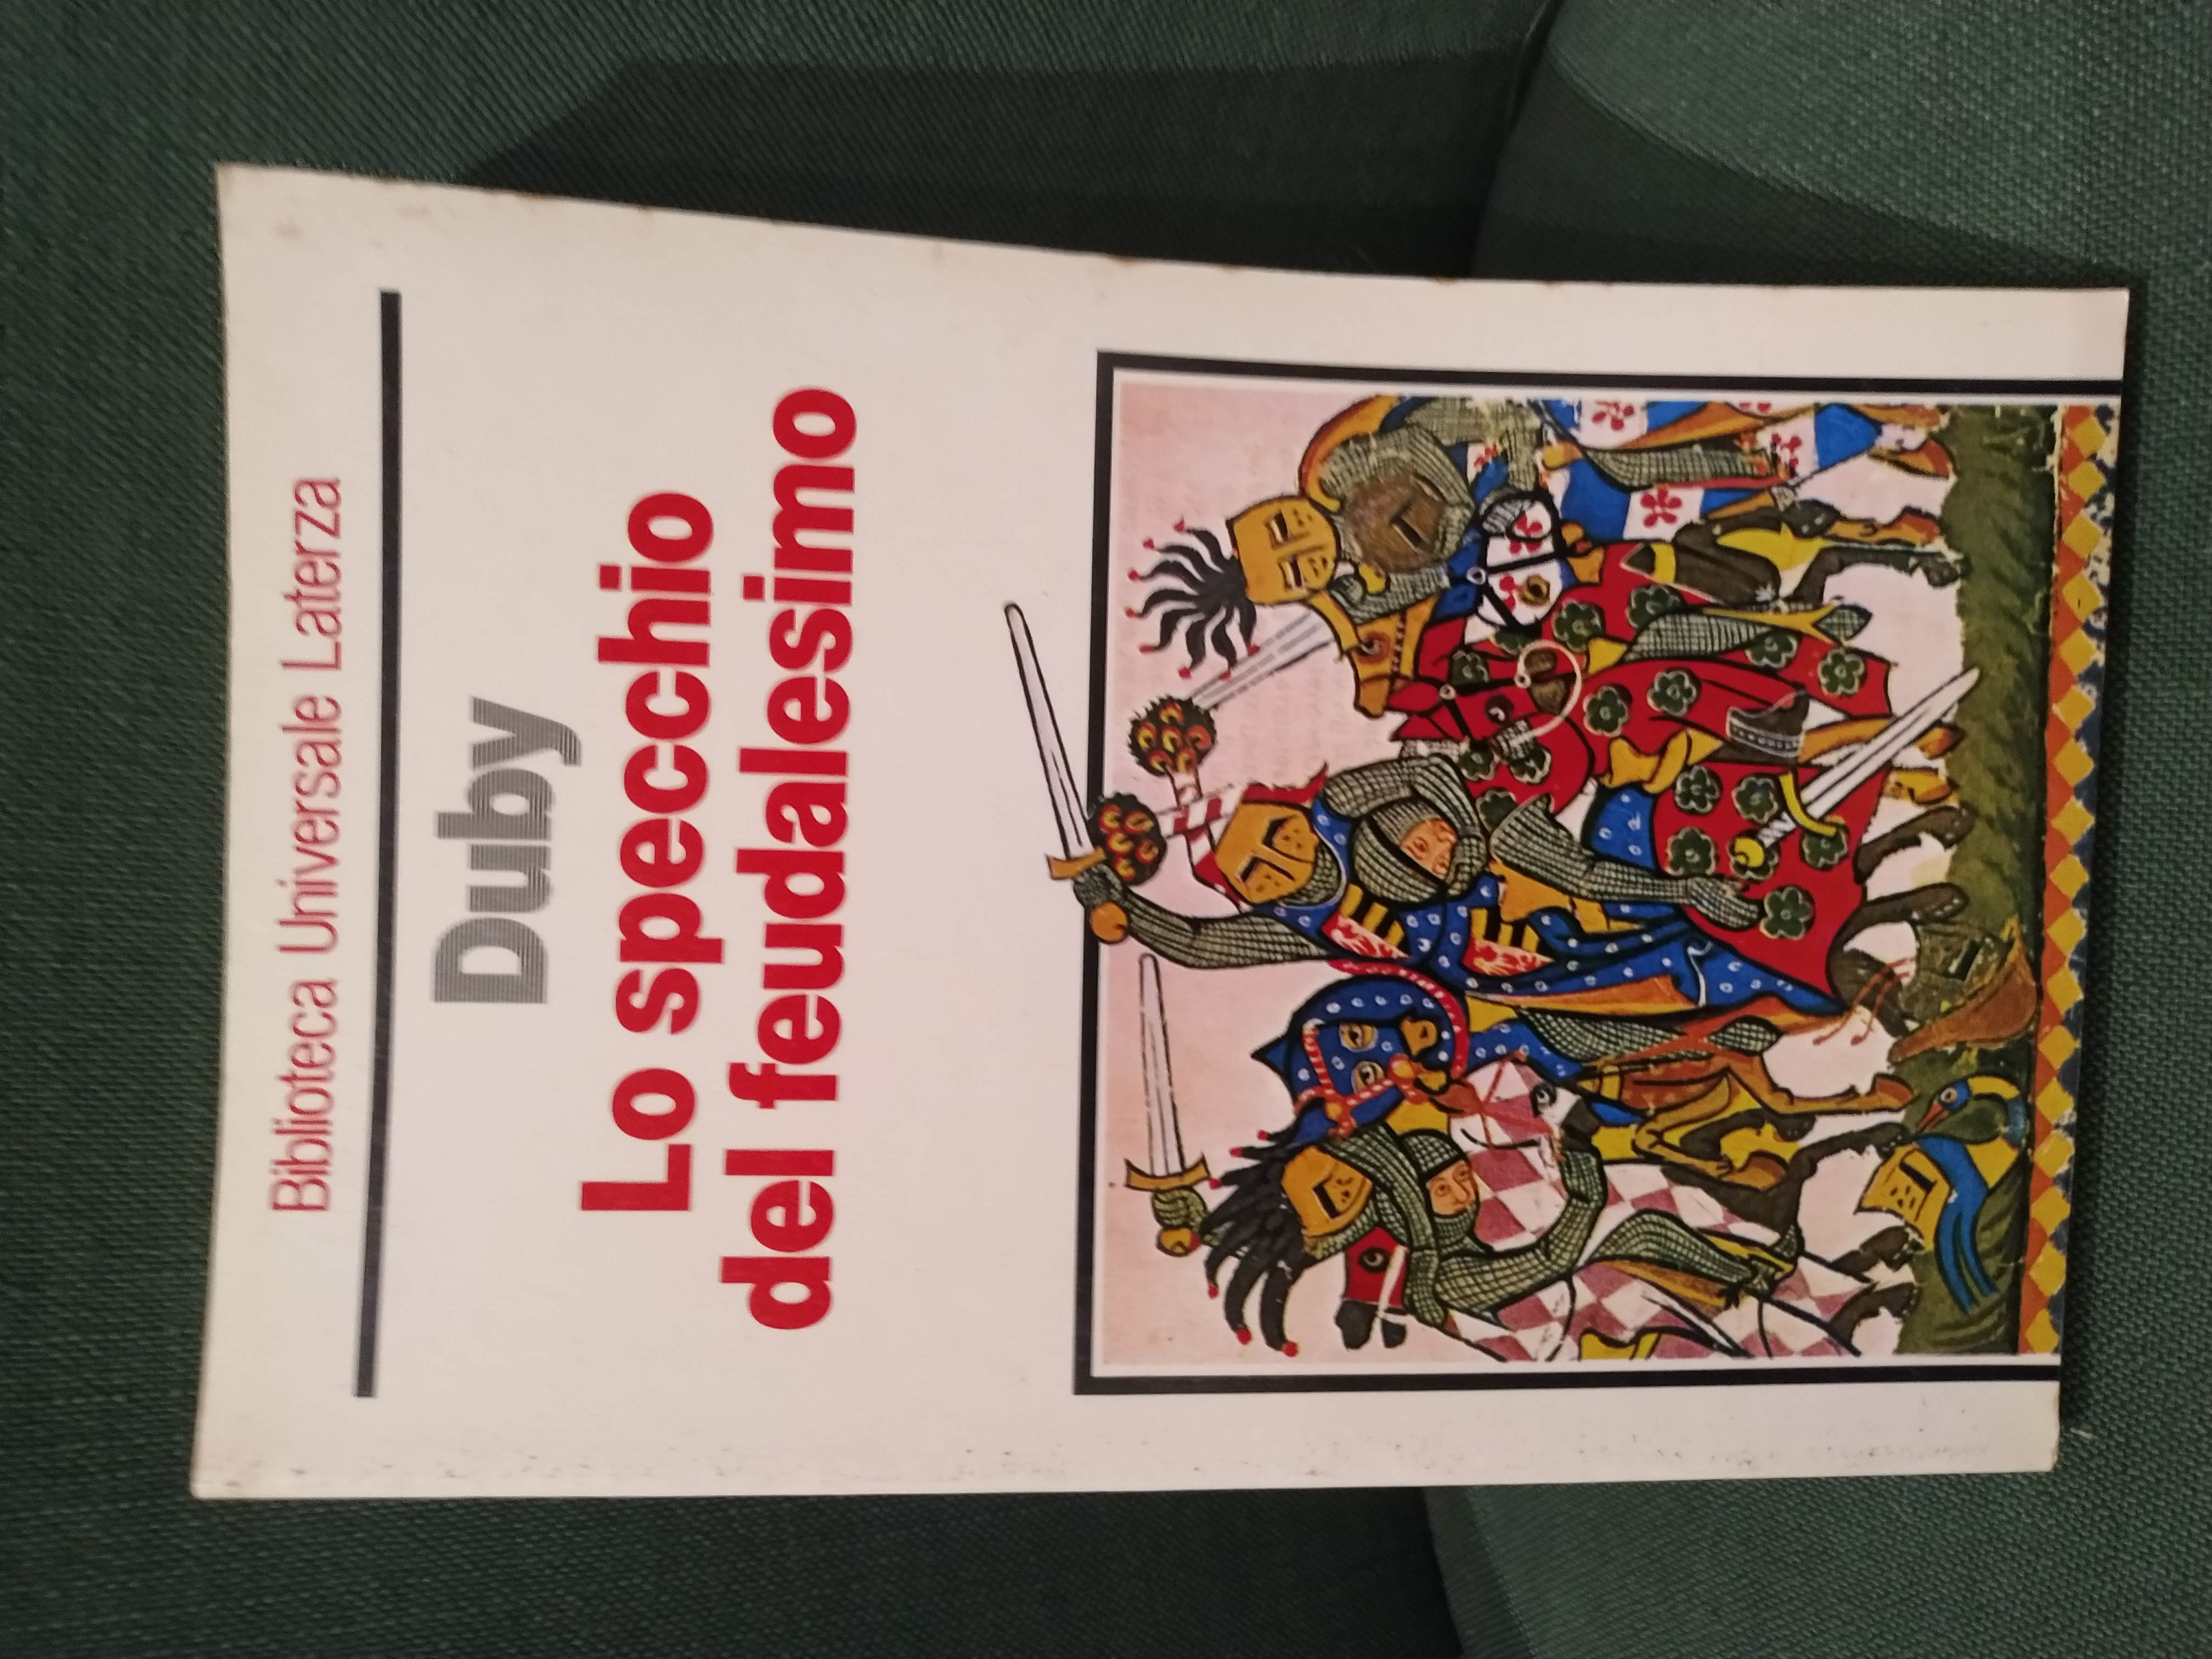 Biblioteca Universale Laterza
Duby
Lo specchio
del feudalesimo